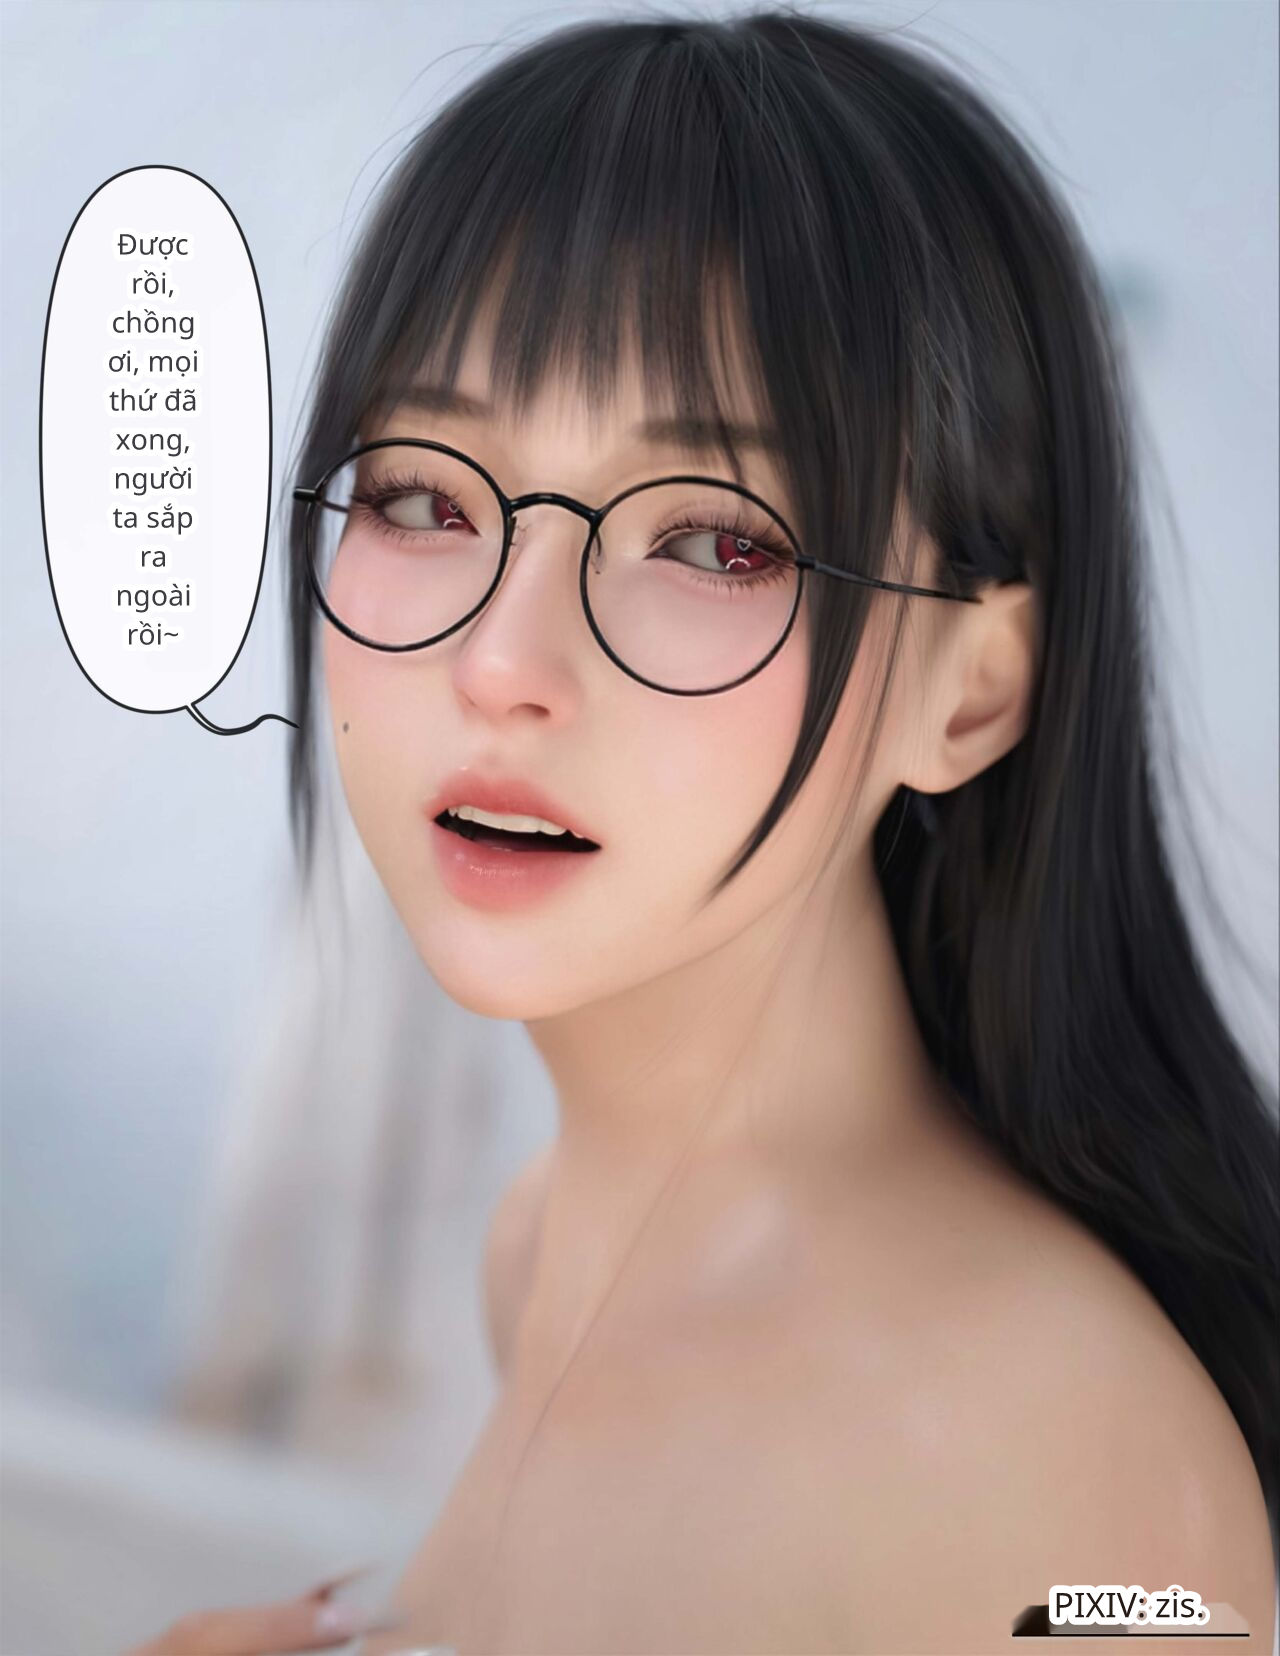 Được
rồi,
chồng
ơi, mọi
thứ đã
xong,
người
ta sắp
ra
ngoài
rồi~
PIXIV: zis.